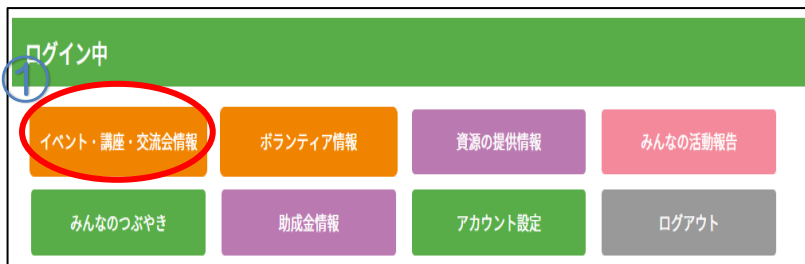 ログイン中
①
イベント・講座・交流会情報 ボランティア情報 資源の提供情報 みんなの活動報告
みんなのつぶやき 助成金情報 アカウント設定 ログアウト